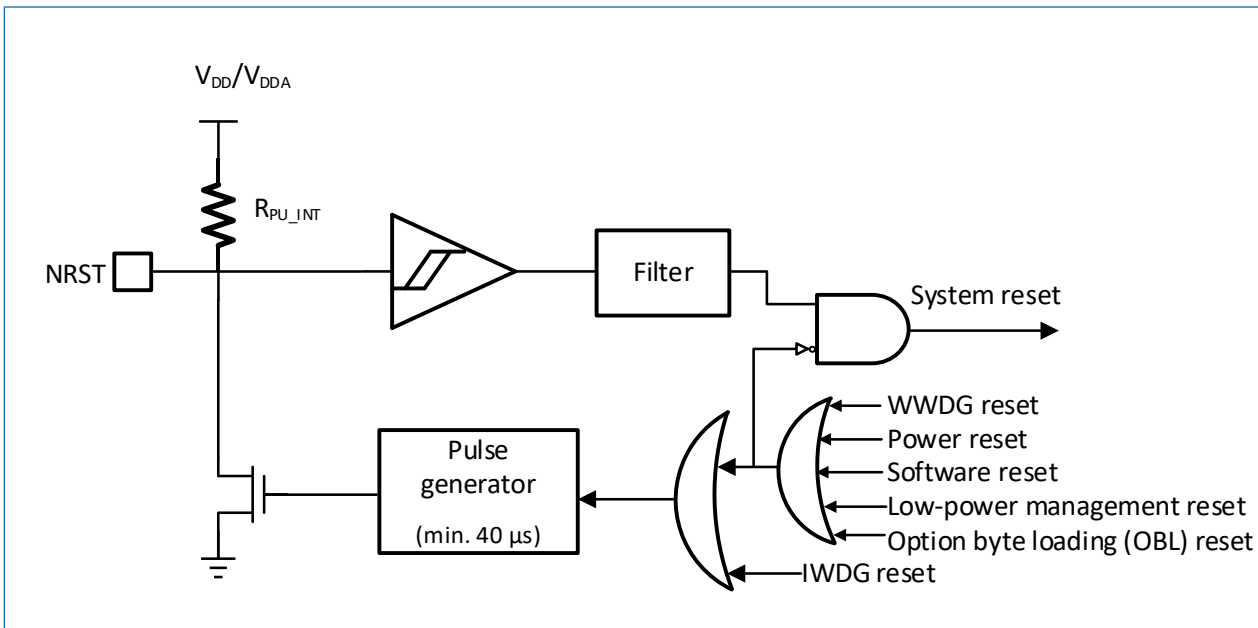 VDD/VDDA
RPU_INT
NRST
Filter
System reset
WWDG reset
Power reset
Software reset
Low-power management reset
Option byte loading (OBL) reset
IWDG reset
Pulse
generator
(min. 40 µs)